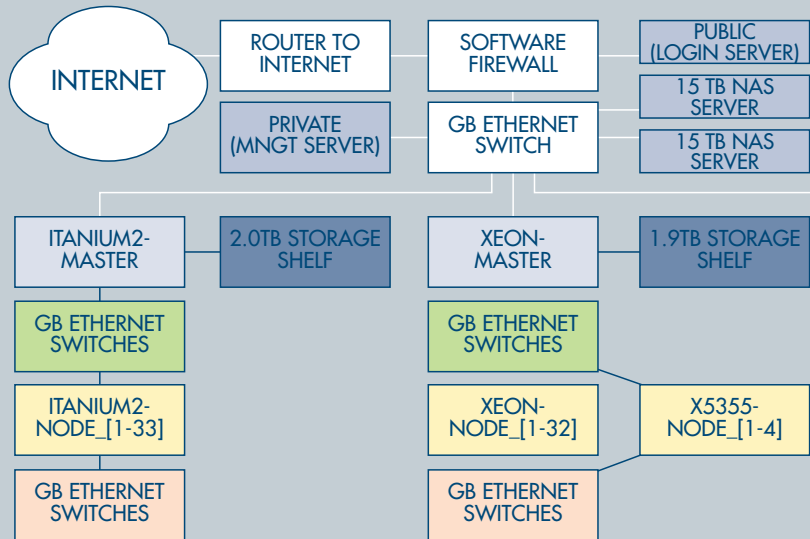 INTERNET
ROUTER TO
INTERNET
SOFTWARE
FIREWALL
PUBLIC
(LOGIN SERVER)
15 TB NAS
SERVER
PRIVATE
(MNGT SERVER)
GB ETHERNET
SWITCH
15 TB NAS
SERVER
ITANIUM2-
MASTER
2.0TB STORAGE
SHELF
XEON-
MASTER
1.9TB STORAGE
SHELF
GB ETHERNET
SWITCHES
GB ETHERNET
SWITCHES
ITANIUM2-
NODE_[1-33]
XEON-
NODE_[1-32]
X5355-
NODE_[1-4]
GB ETHERNET
SWITCHES
GB ETHERNET
SWITCHES